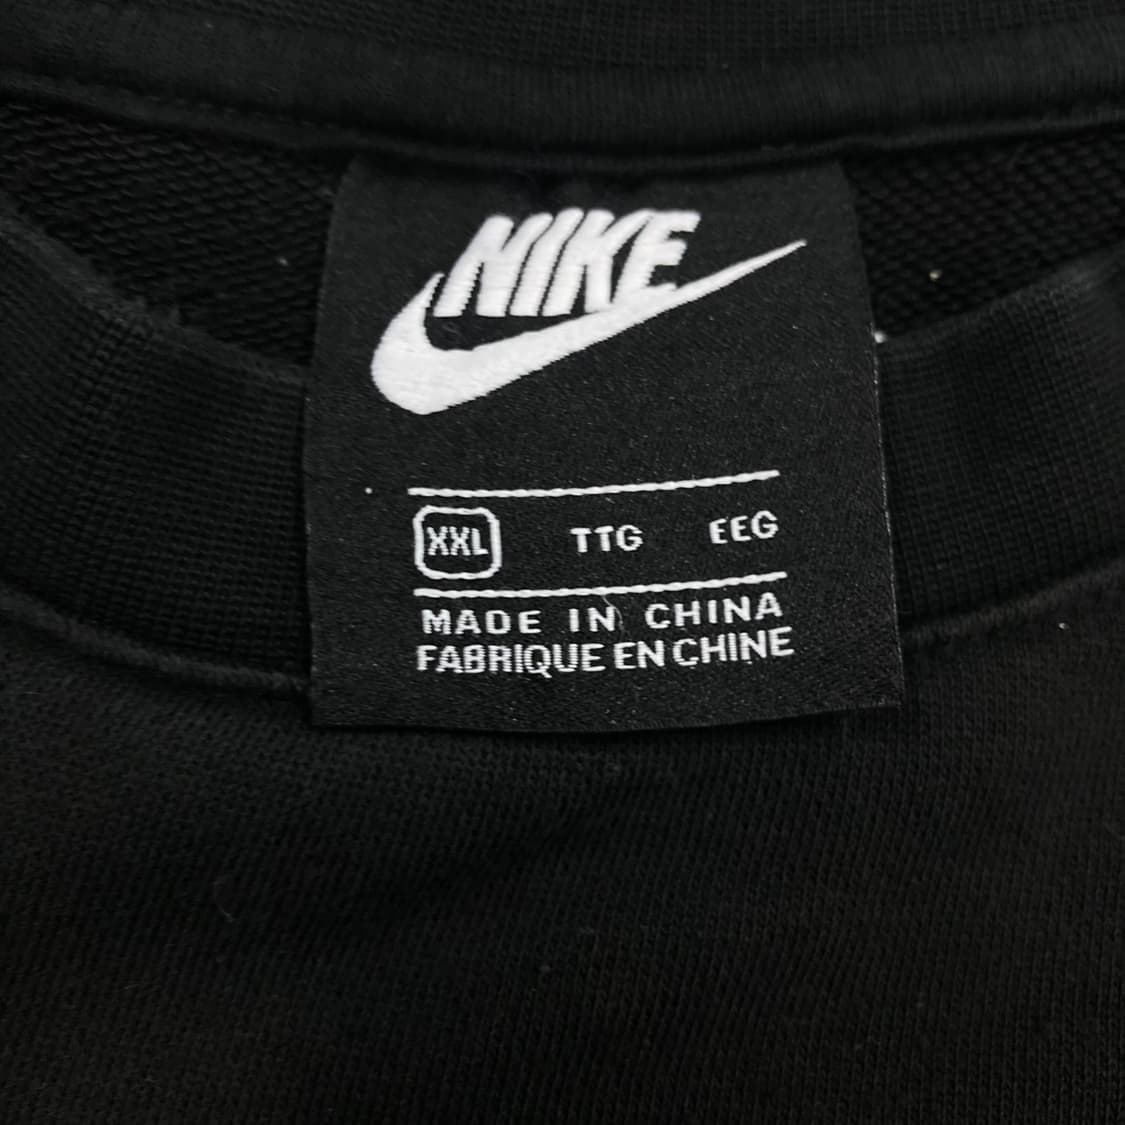 NIKE
XXL TTG EEG
MADE IN CHINA
FABRIQUE EN CHINE